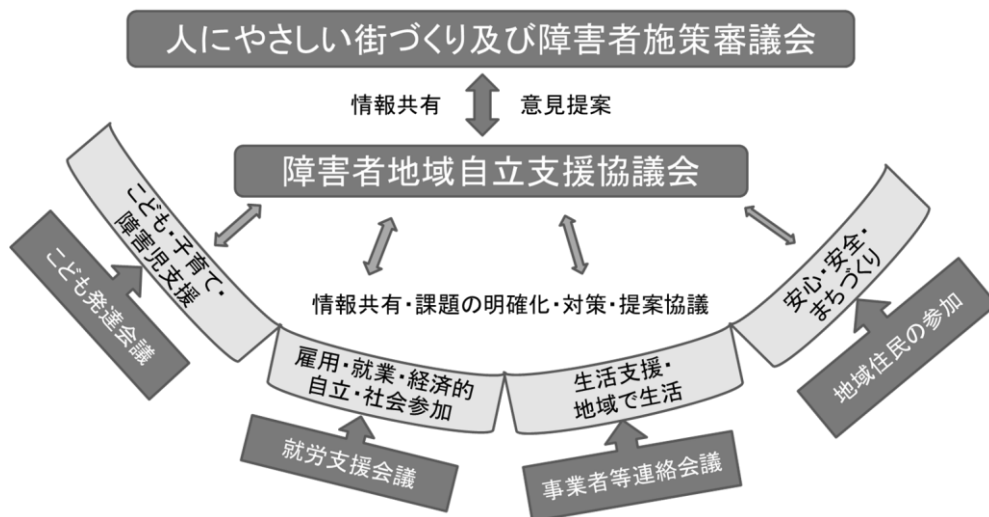 人にやさしい街づくり及び障害者施策審議会
情報共有
意見提案
障害者地域自立支援協議会
こども・子育て・
障害児支援
こども発達会議
情報共有・課題の明確化・対策・提案協議
安心・安全・
まちづくり
地域住民の参加
雇用・就業・経済的
自立・社会参加
就労支援会議
生活支援・
地域で生活
事業者等連絡会議